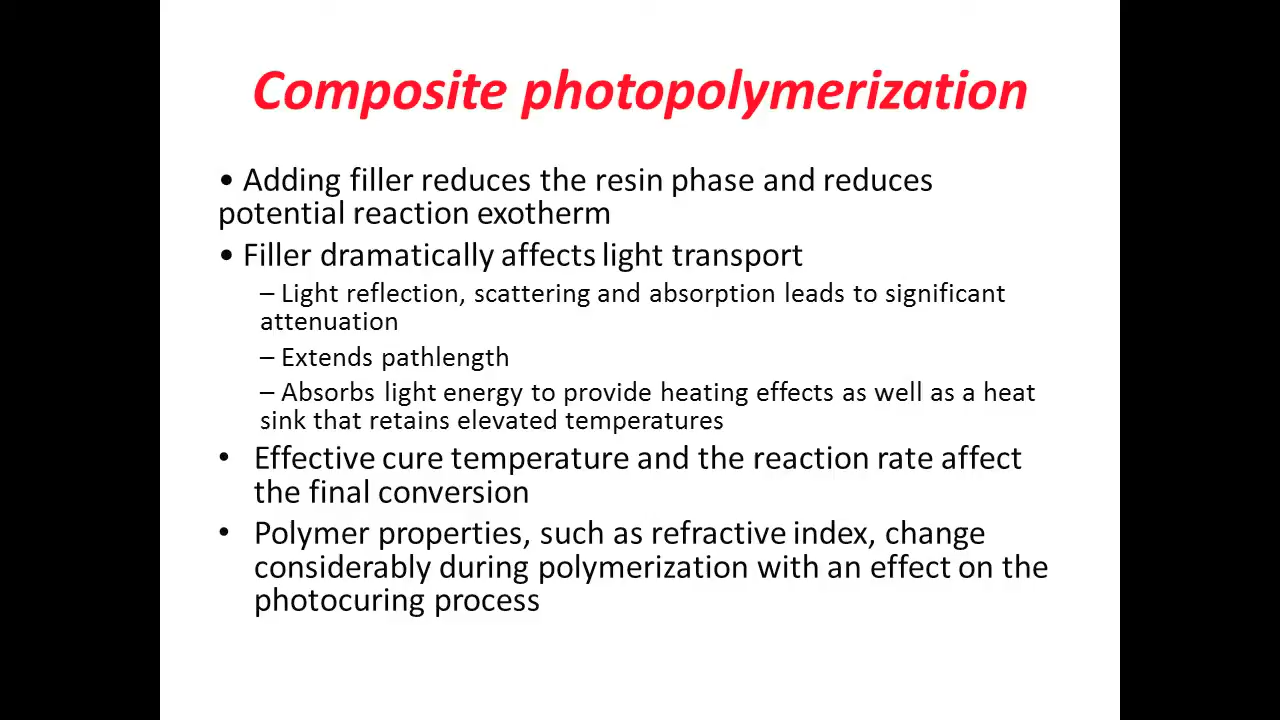 Composite photopolymerization
• Adding filler reduces the resin phase and reduces
potential reaction exotherm
• Filler dramatically affects light transport
– Light reflection, scattering and absorption leads to significant
attenuation
– Extends pathlength
– Absorbs light energy to provide heating effects as well as a heat
sink that retains elevated temperatures
• Effective cure temperature and the reaction rate affect
the final conversion
• Polymer properties, such as refractive index, change
considerably during polymerization with an effect on the
photocuring process